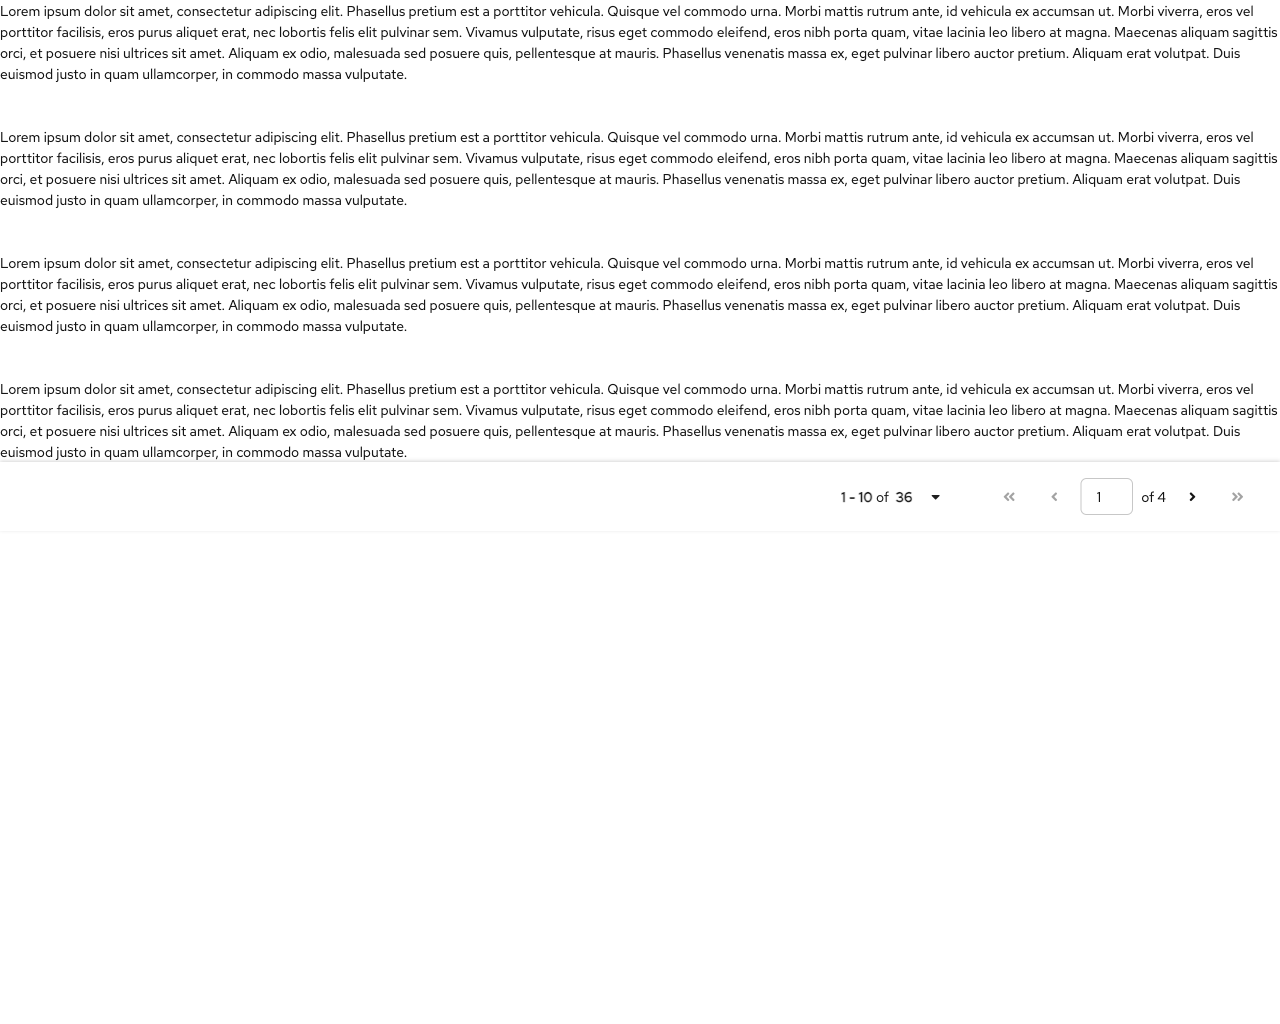 Lorem ipsum dolor sit amet, consectetur adipiscing elit. Phasellus pretium est a porttitor vehicula. Quisque vel commodo urna. Morbi mattis rutrum ante, id vehicula ex accumsan ut. Morbi viverra, eros vel
porttitor facilisis, eros purus aliquet erat, nec lobortis felis elit pulvinar sem. Vivamus vulputate, risus eget commodo eleifend, eros nibh porta quam, vitae lacinia leo libero at magna. Maecenas aliquam sagittis
orci, et posuere nisi ultrices sit amet. Aliquam ex odio, malesuada sed posuere quis, pellentesque at mauris. Phasellus venenatis massa ex, eget pulvinar libero auctor pretium. Aliquam erat volutpat. Duis
euismod justo in quam ullamcorper, in commodo massa vulputate.
Lorem ipsum dolor sit amet, consectetur adipiscing elit. Phasellus pretium est a porttitor vehicula. Quisque vel commodo urna. Morbi mattis rutrum ante, id vehicula ex accumsan ut. Morbi viverra, eros vel
porttitor facilisis, eros purus aliquet erat, nec lobortis felis elit pulvinar sem. Vivamus vulputate, risus eget commodo eleifend, eros nibh porta quam, vitae lacinia leo libero at magna. Maecenas aliquam sagittis
orci, et posuere nisi ultrices sit amet. Aliquam ex odio, malesuada sed posuere quis, pellentesque at mauris. Phasellus venenatis massa ex, eget pulvinar libero auctor pretium. Aliquam erat volutpat. Duis
euismod justo in quam ullamcorper, in commodo massa vulputate.
Lorem ipsum dolor sit amet, consectetur adipiscing elit. Phasellus pretium est a porttitor vehicula. Quisque vel commodo urna. Morbi mattis rutrum ante, id vehicula ex accumsan ut. Morbi viverra, eros vel
porttitor facilisis, eros purus aliquet erat, nec lobortis felis elit pulvinar sem. Vivamus vulputate, risus eget commodo eleifend, eros nibh porta quam, vitae lacinia leo libero at magna. Maecenas aliquam sagittis
orci, et posuere nisi ultrices sit amet. Aliquam ex odio, malesuada sed posuere quis, pellentesque at mauris. Phasellus venenatis massa ex, eget pulvinar libero auctor pretium. Aliquam erat volutpat. Duis
euismod justo in quam ullamcorper, in commodo massa vulputate.
Lorem ipsum dolor sit amet, consectetur adipiscing elit. Phasellus pretium est a porttitor vehicula. Quisque vel commodo urna. Morbi mattis rutrum ante, id vehicula ex accumsan ut. Morbi viverra, eros vel
porttitor facilisis, eros purus aliquet erat, nec lobortis felis elit pulvinar sem. Vivamus vulputate, risus eget commodo eleifend, eros nibh porta quam, vitae lacinia leo libero at magna. Maecenas aliquam sagittis
orci, et posuere nisi ultrices sit amet. Aliquam ex odio, malesuada sed posuere quis, pellentesque at mauris. Phasellus venenatis massa ex, eget pulvinar libero auctor pretium. Aliquam erat volutpat. Duis
euismod justo in quam ullamcorper, in commodo massa vulputate.
1 - 10 of 36 1 of 4